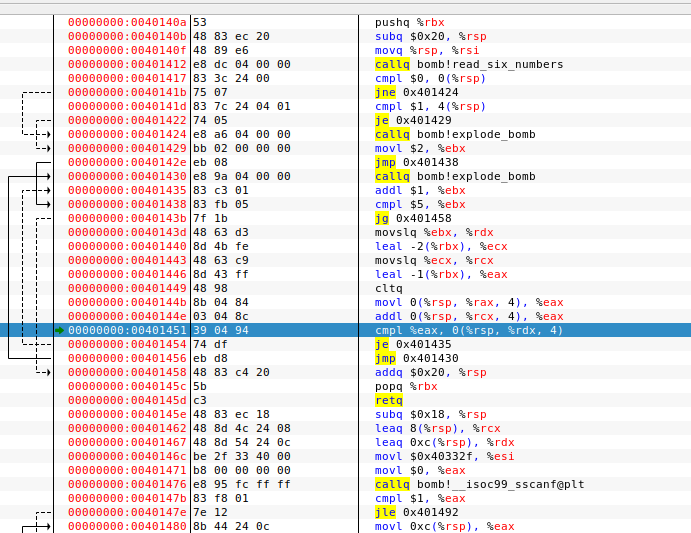 00000000:0040140a 53 pushq %rbx
00000000:0040140b 48 83 ec 20 subq $0x20, %rsp
00000000:0040140f 48 89 e6 movq %rsp, %rsi
00000000:00401412 e8 dc 04 00 00 callq bomb!read_six_numbers
00000000:00401417 83 3c 24 00 cmpl $0, 0(%rsp)
00000000:0040141b 75 07 jne 0x401424
00000000:0040141d 83 7c 24 04 01 cmpl $1, 4(%rsp)
00000000:00401422 74 05 je 0x401429
00000000:00401424 e8 a6 04 00 00 callq bomb!explode_bomb
00000000:00401429 bb 02 00 00 00 movl $2, %ebx
00000000:0040142e eb 08 jmp 0x401438
00000000:00401430 e8 9a 04 00 00 callq bomb!explode_bomb
00000000:00401435 83 c3 01 addl $1, %ebx
00000000:00401438 83 fb 05 cmpl $5, %ebx
00000000:0040143b 7f 1b jg 0x401458
00000000:0040143d 48 63 d3 movslq %ebx, %rdx
00000000:00401440 8d 4b fe leal -2(%rbx), %ecx
00000000:00401443 48 63 c9 movslq %ecx, %rcx
00000000:00401446 8d 43 ff leal -1(%rbx), %eax
00000000:00401449 48 98 cltq
00000000:0040144b 8b 04 84 movl 0(%rsp, %rax, 4), %eax
00000000:0040144e 03 04 8c addl 0(%rsp, %rcx, 4), %eax
00000000:00401451 39 04 94 cmpl %eax, 0(%rsp, %rdx, 4)
00000000:00401454 74 df je 0x401435
00000000:00401456 eb d8 jmp 0x401430
00000000:00401458 48 83 c4 20 addq $0x20, %rsp
00000000:0040145c 5b popq %rbx
00000000:0040145d c3 retq
00000000:0040145e 48 83 ec 18 subq $0x18, %rsp
00000000:00401462 48 8d 4c 24 08 leaq 8(%rsp), %rcx
00000000:00401467 48 8d 54 24 0c leaq 0xc(%rsp), %rdx
00000000:0040146c be 2f 33 40 00 movl $0x40332f, %esi
00000000:00401471 b8 00 00 00 00 movl $0, %eax
00000000:00401476 e8 95 fc ff ff callq bomb!__isoc99_sscanf@plt
00000000:0040147b 83 f8 01 cmpl $1, %eax
00000000:0040147e 7e 12 jle 0x401492
00000000:00401480 8b 44 24 0c movl 0xc(%rsp), %eax